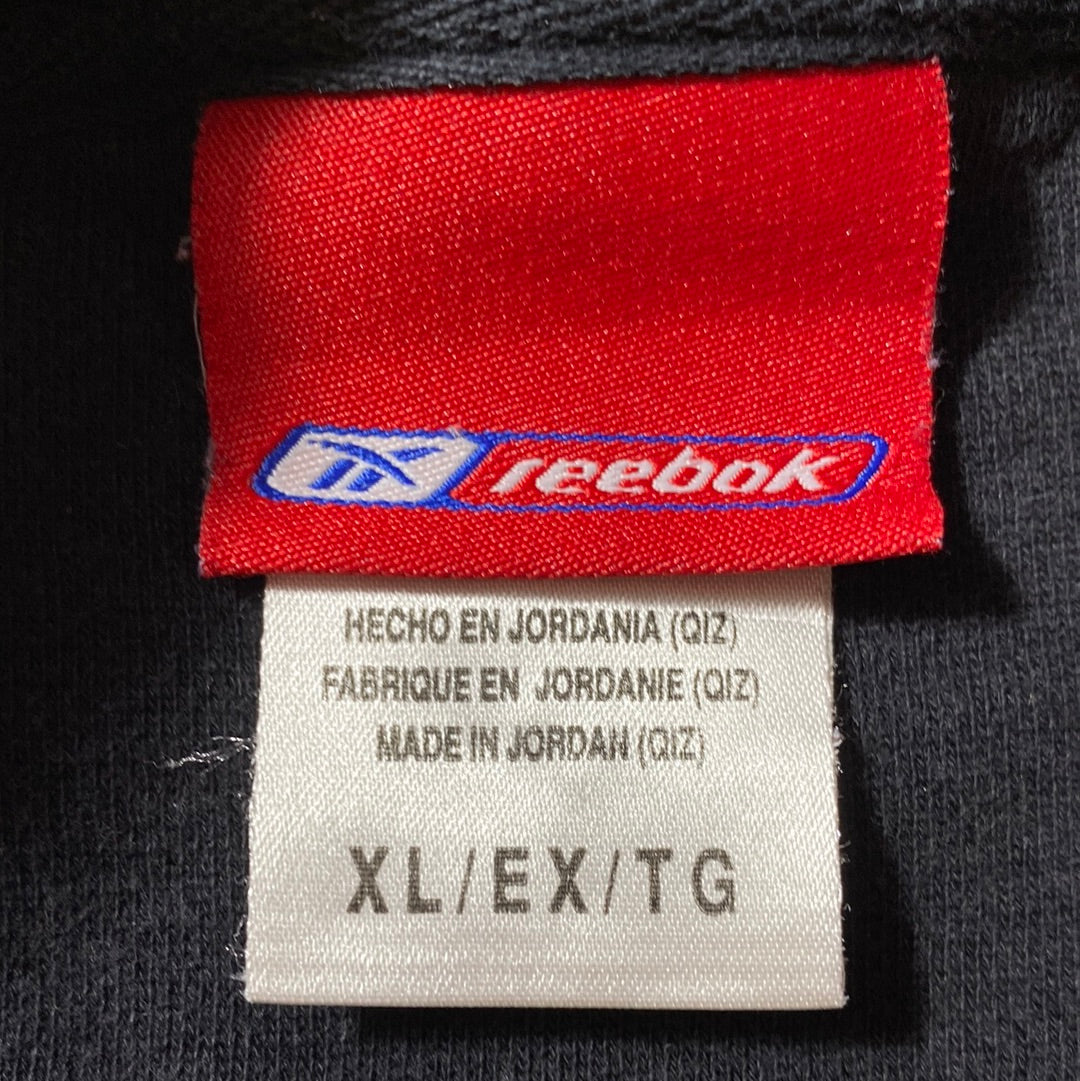 reebok
HECHO EN JORDANIA (QIZ)
FABRIQUE EN JORDANIE (QIZ)
MADE IN JORDAN (QIZ)
XL/EX/TG